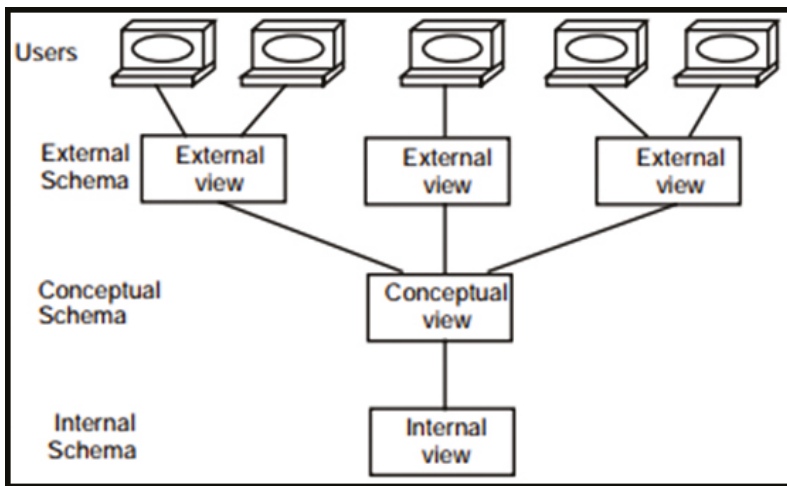 Users
External
Schema
External
view
External
view
External
view
Conceptual
Schema
Conceptual
view
Internal
Schema
Internal
view